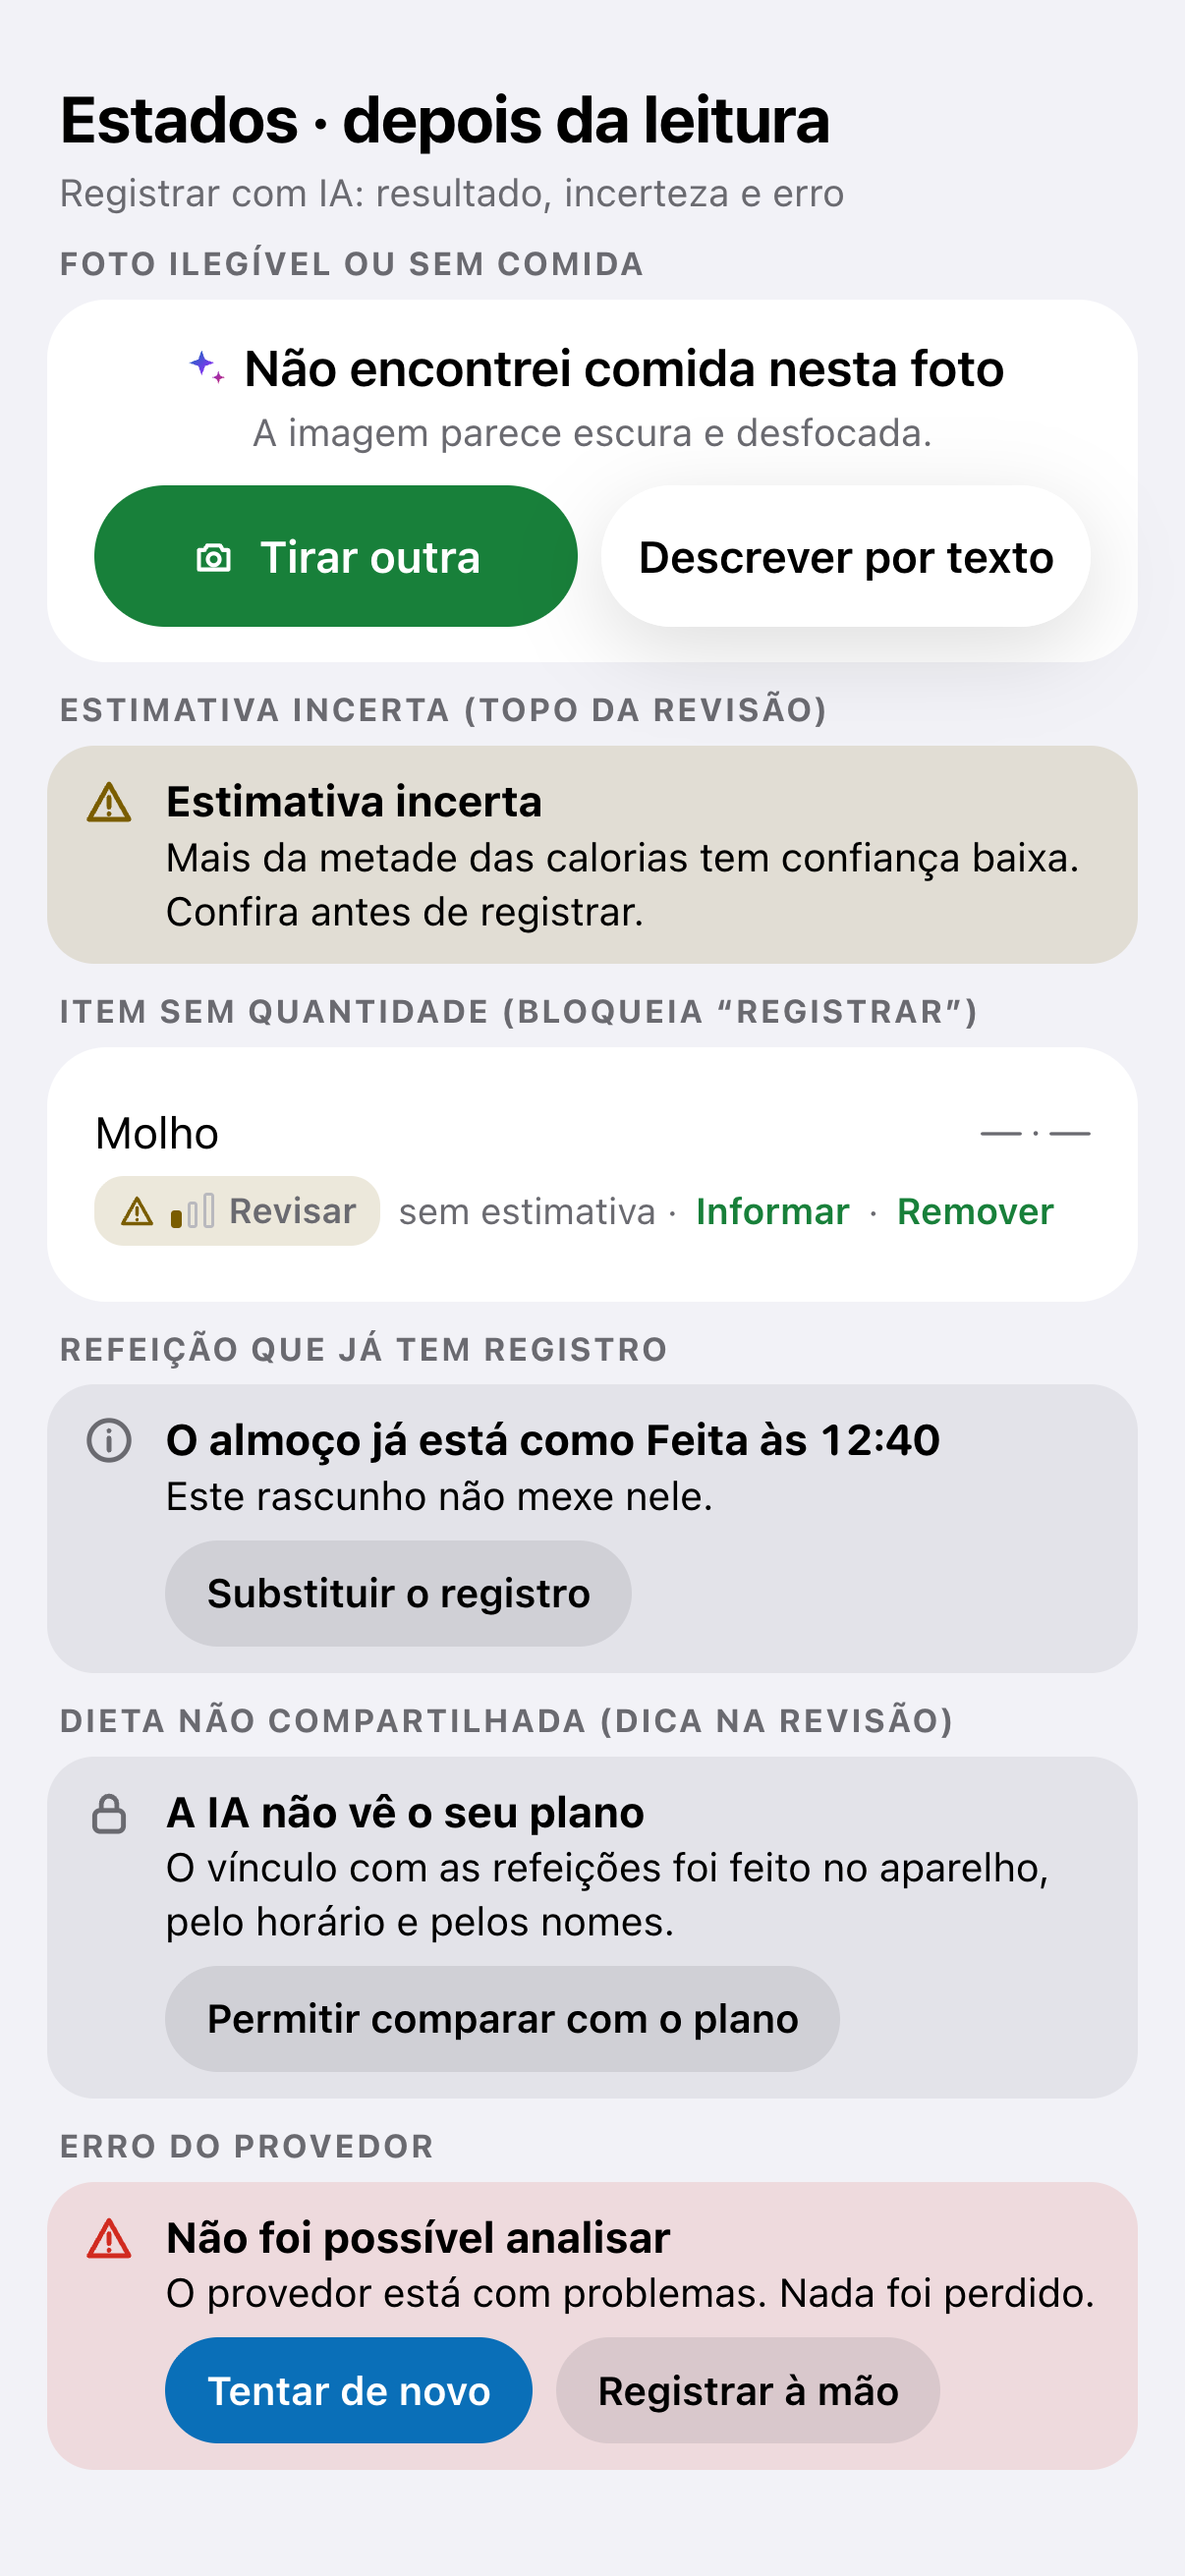 Estados · depois da leitura
Registrar com IA: resultado, incerteza e erro
FOTO ILEGÍVEL OU SEM COMIDA
Não encontrei comida nesta foto
A imagem parece escura e desfocada.
Tirar outra
Descrever por texto
ESTIMATIVA INCERTA (TOPO DA REVISÃO)
Estimativa incerta
Mais da metade das calorias tem confiança baixa.
Confira antes de registrar.
ITEM SEM QUANTIDADE (BLOQUEIA “REGISTRAR”)
Molho — · —
Revisar sem estimativa · Informar · Remover
REFEIÇÃO QUE JÁ TEM REGISTRO
O almoço já está como Feita às 12:40
Este rascunho não mexe nele.
Substituir o registro
DIETA NÃO COMPARTILHADA (DICA NA REVISÃO)
A IA não vê o seu plano
O vínculo com as refeições foi feito no aparelho,
pelo horário e pelos nomes.
Permitir comparar com o plano
ERRO DO PROVEDOR
Não foi possível analisar
O provedor está com problemas. Nada foi perdido.
Tentar de novo
Registrar à mão